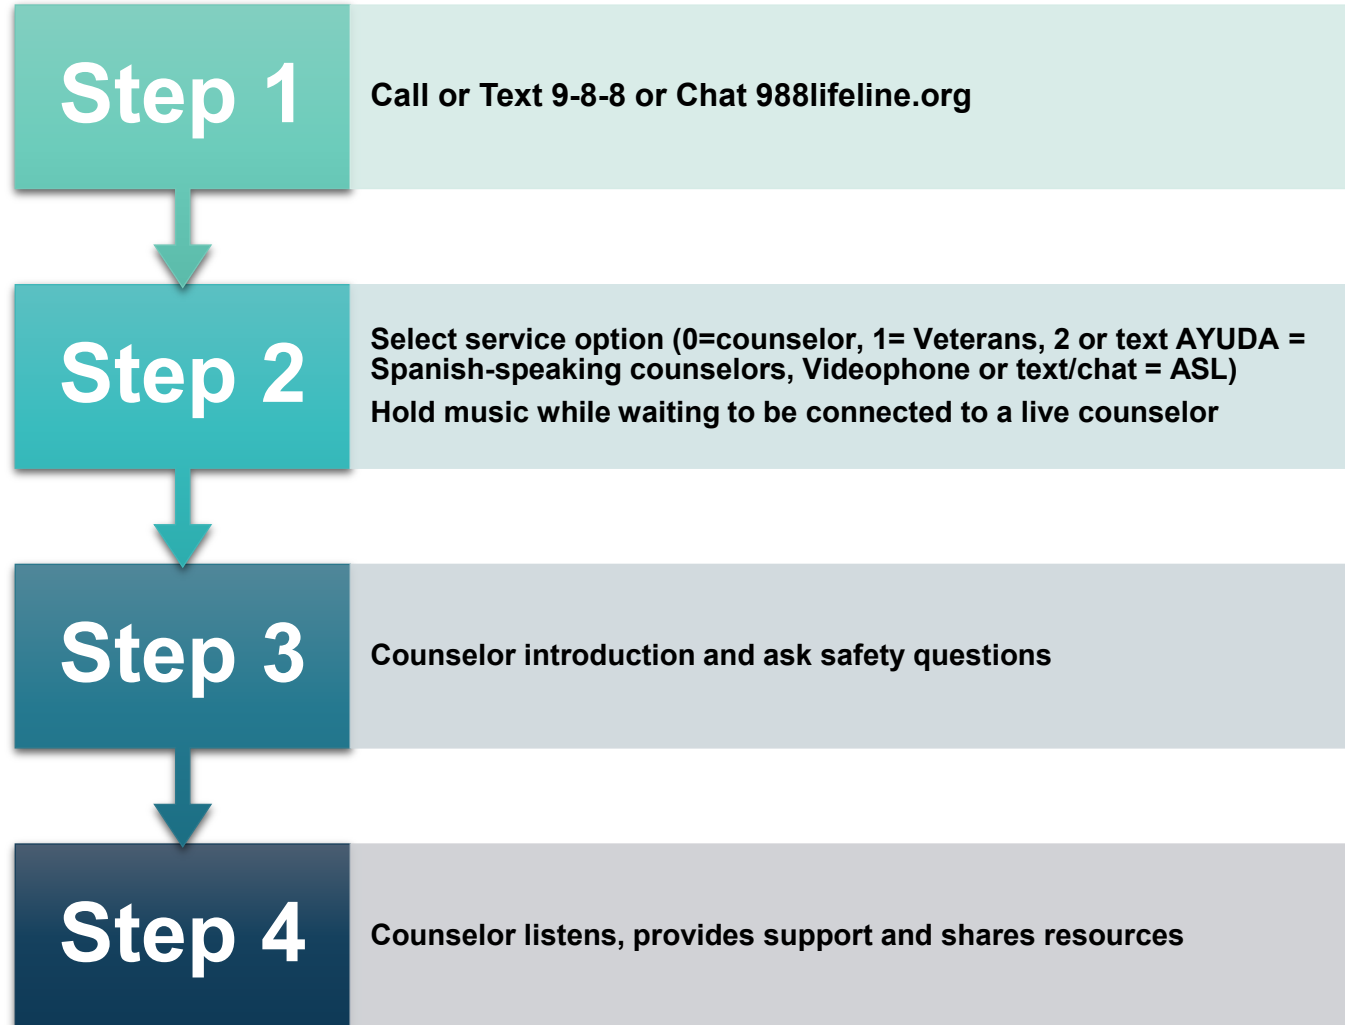 Step 1
Call or Text 9-8-8 or Chat 988lifeline.org
Step 2
Select service option (0=counselor, 1= Veterans, 2 or text AYUDA =
Spanish-speaking counselors, Videophone or text/chat = ASL)
Hold music while waiting to be connected to a live counselor
Step 3
Counselor introduction and ask safety questions
Step 4
Counselor listens, provides support and shares resources